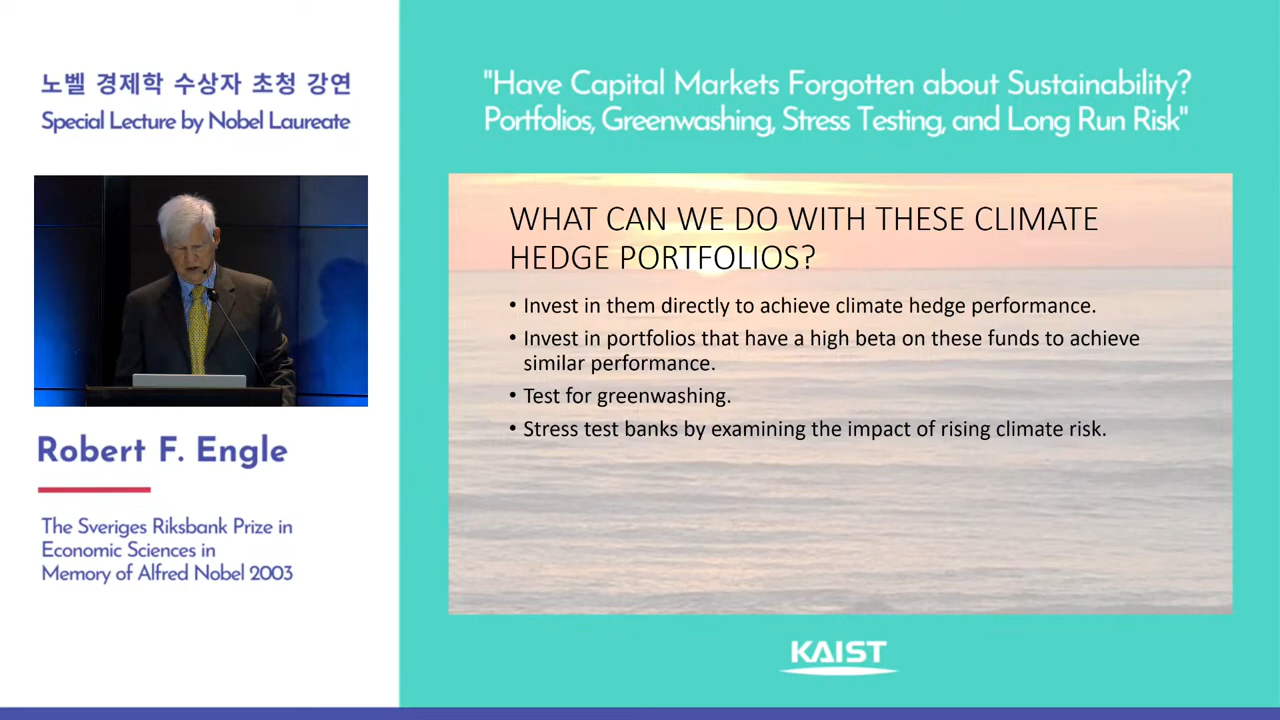 노벨 경제학 수상자 초청 강연
Special Lecture by Nobel Laureate
Robert F. Engle
The Sveriges Riksbank Prize in
Economic Sciences in
Memory of Alfred Nobel 2003
"Have Capital Markets Forgotten about Sustainability?
Portfolios, Greenwashing, Stress Testing, and Long Run Risk"
WHAT CAN WE DO WITH THESE CLIMATE
HEDGE PORTFOLIOS?
• Invest in them directly to achieve climate hedge performance.
• Invest in portfolios that have a high beta on these funds to achieve
similar performance.
• Test for greenwashing.
• Stress test banks by examining the impact of rising climate risk.
KAIST